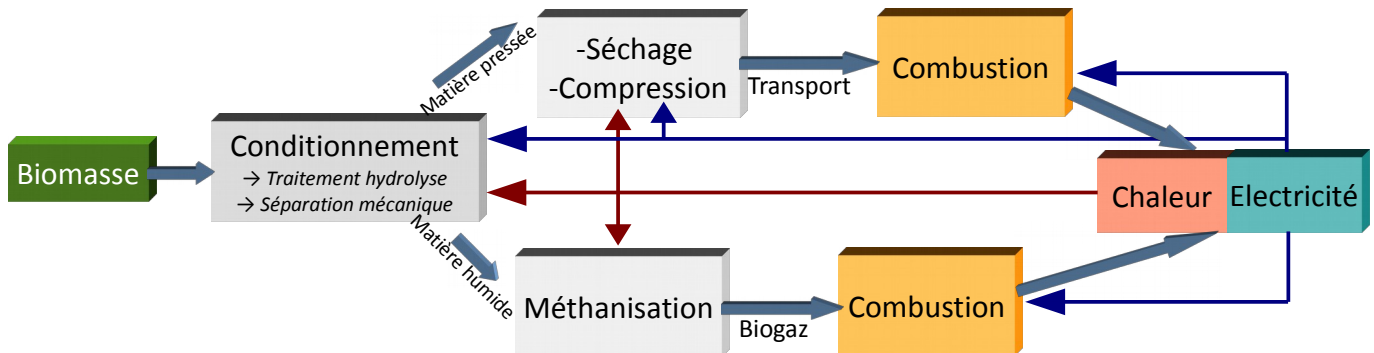 Biomasse
Conditionnement
→ Traitement hydrolyse
→ Séparation mécanique
Matière pressée
-Séchage
-Compression
Transport
Combustion
Matière humide
Méthanisation
Biogaz
Combustion
Chaleur
Electricité